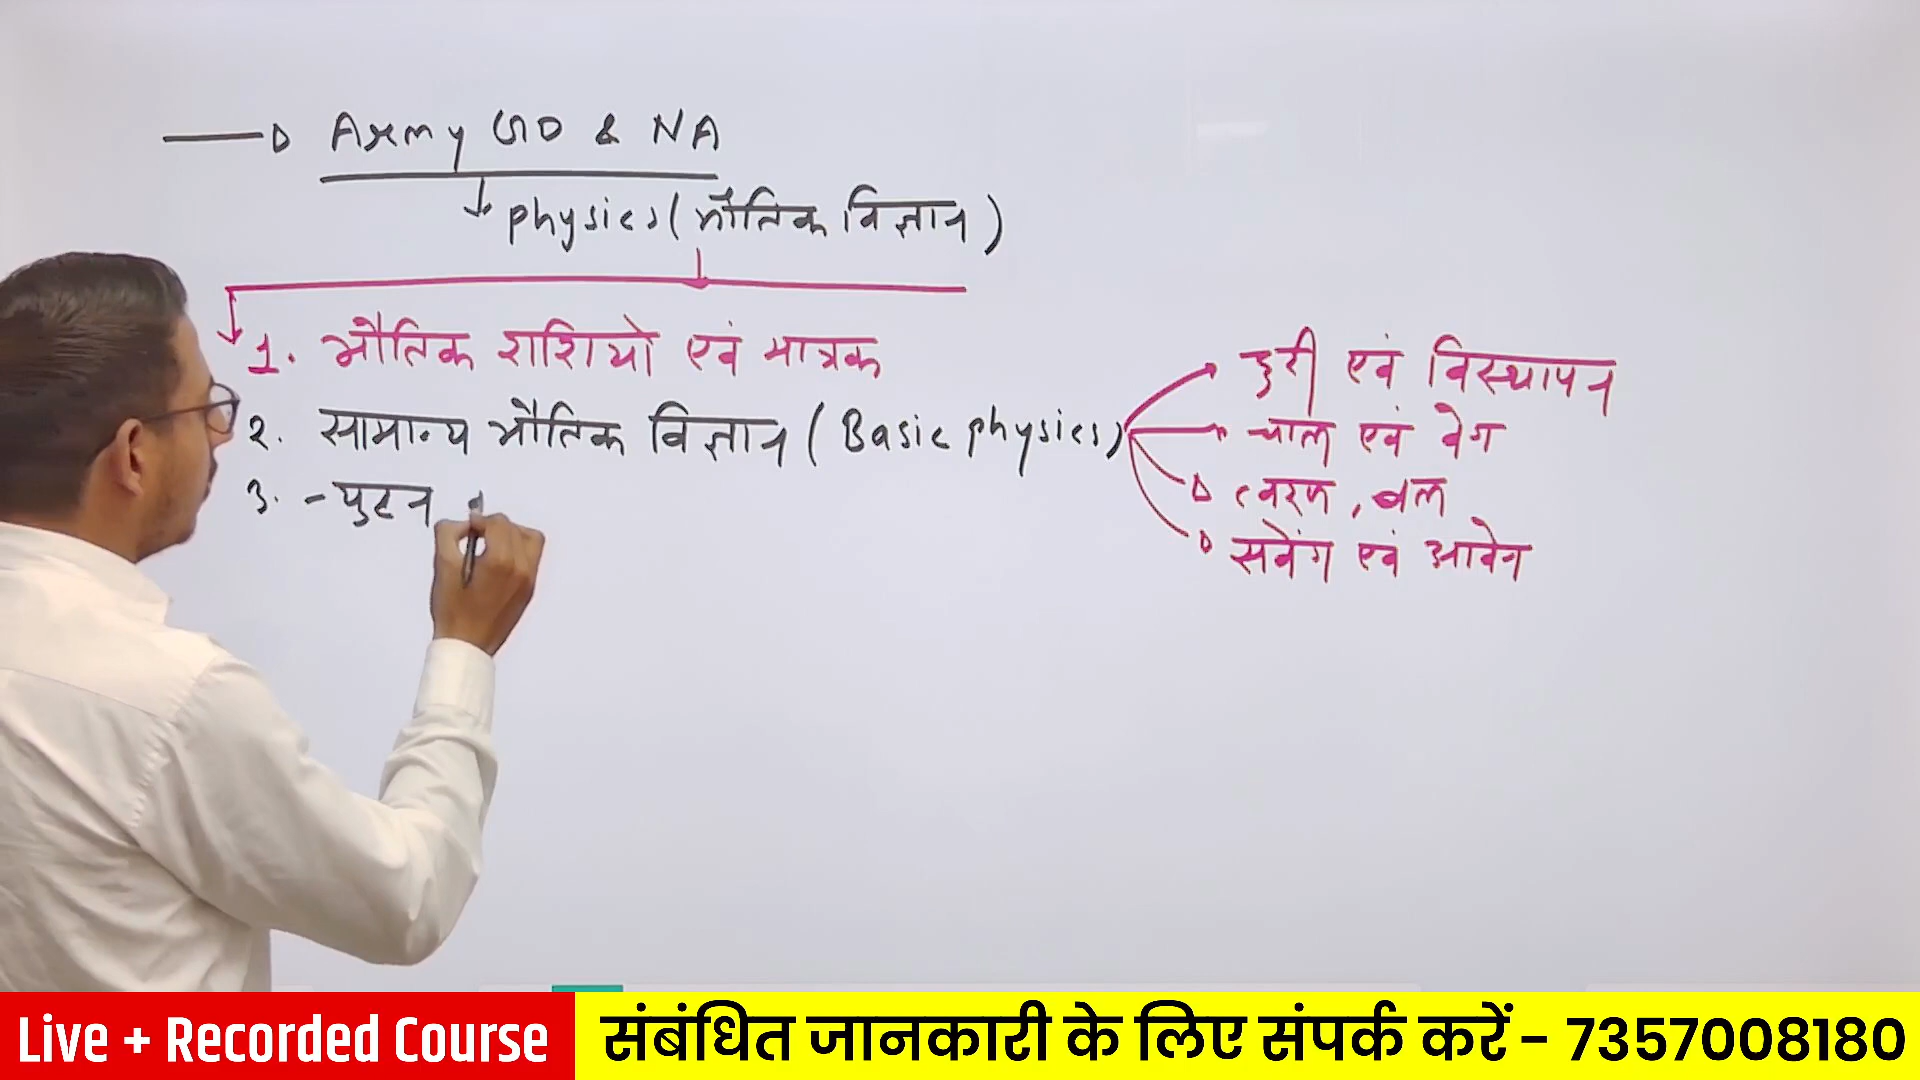 Army GD & NA
physics (भौतिक विज्ञान)
1. भौतिक राशियो एवं मात्रक
2. सामान्य भौतिक विज्ञान (Basic physics)
दुरी एवं विस्थापन
चाल एवं वेग
त्वरण, बल
सवेंग एवं आवेग
3. न्युटन
Live + Recorded Course
संबंधित जानकारी के लिए संपर्क करें - 7357008180